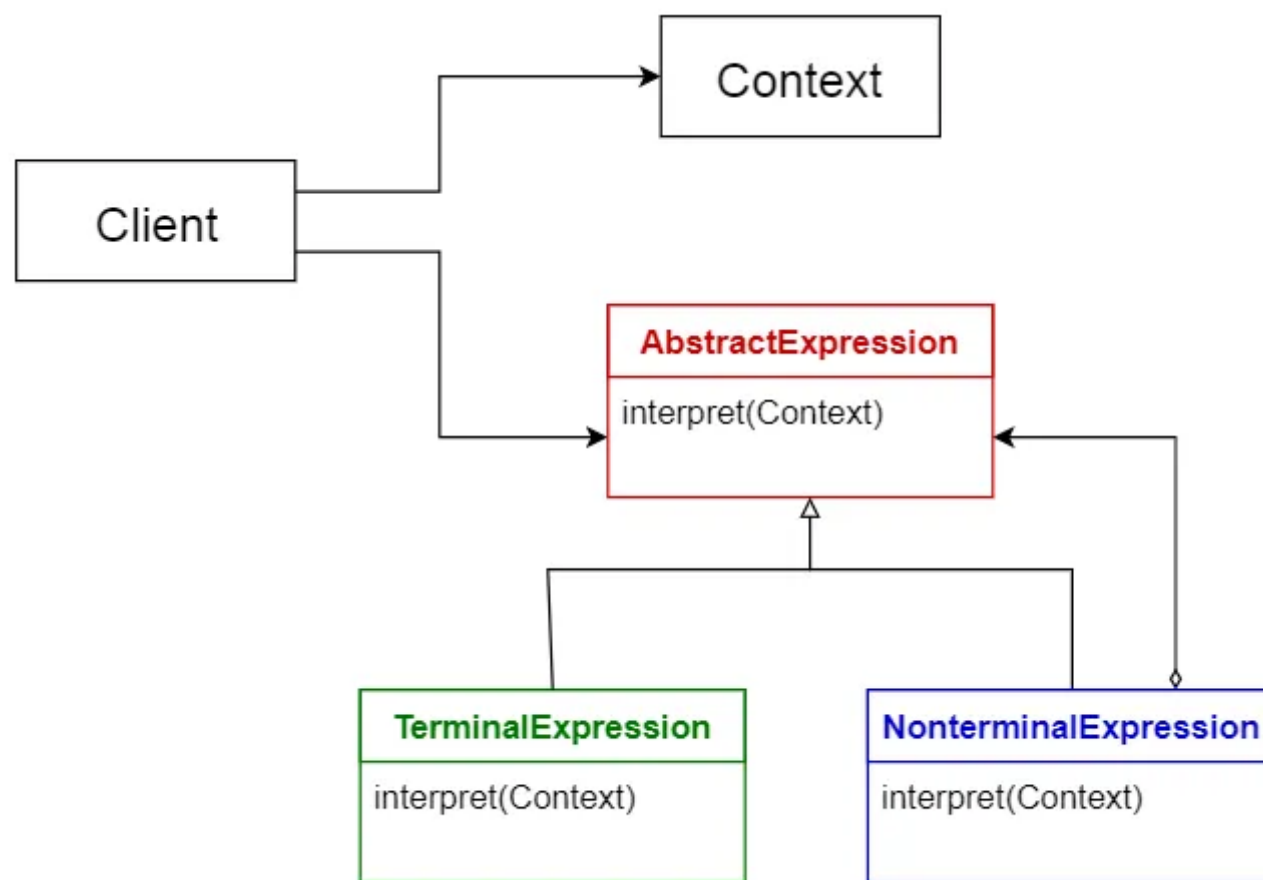 Context
Client
AbstractExpression
interpret(Context)
TerminalExpression
NonterminalExpression
interpret(Context)
interpret(Context)